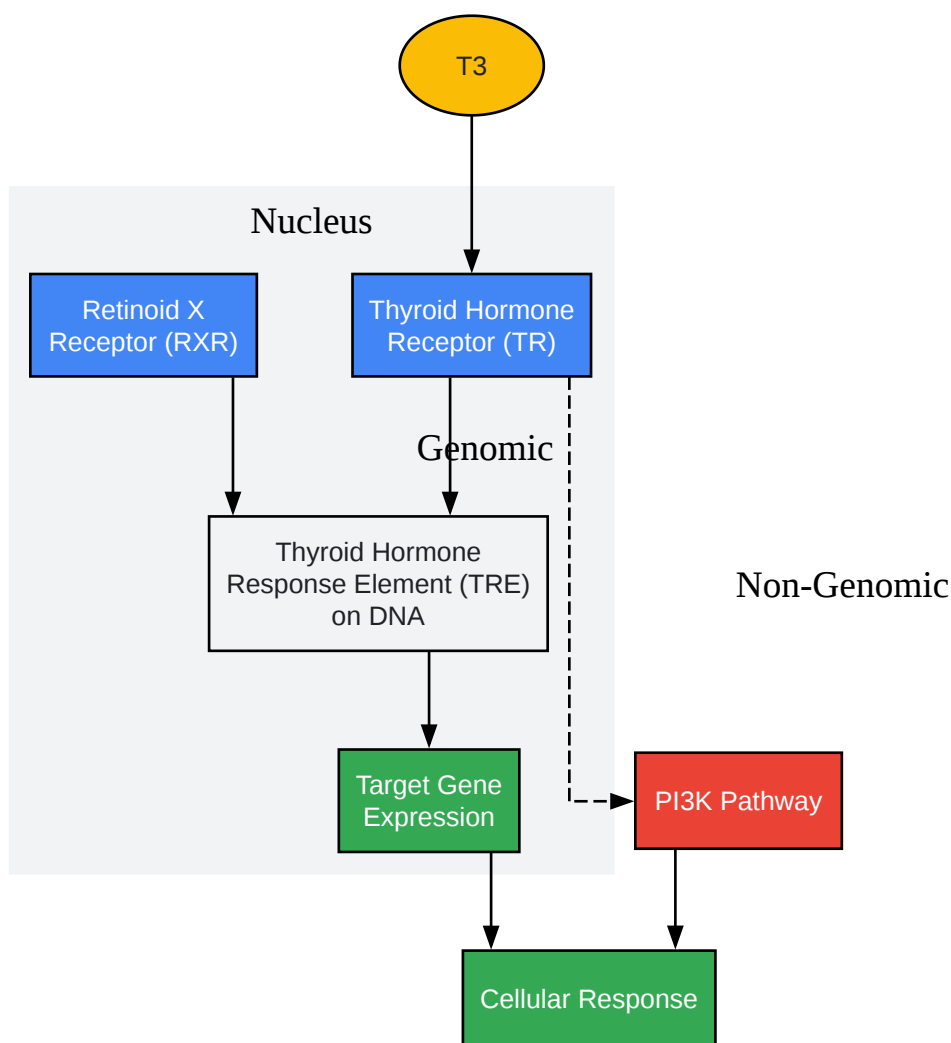 T3
Nucleus
Retinoid X
Receptor (RXR)
Thyroid Hormone
Receptor (TR)
Genomic
Thyroid Hormone
Response Element (TRE)
on DNA
Non-Genomic
Target Gene
Expression
PI3K Pathway
Cellular Response